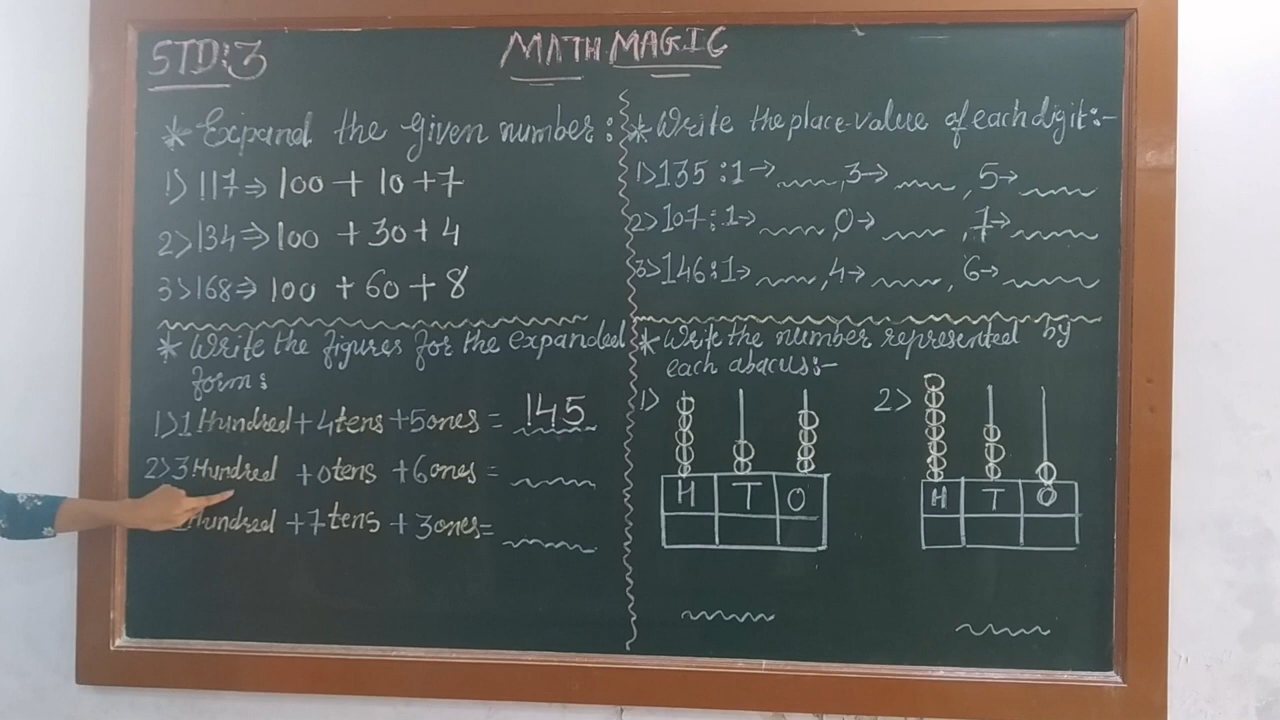 STD:3
MATH MAGIC
* Expand the given number:
1) 117 ⇒ 100 + 10 + 7
2) 134 ⇒ 100 + 30 + 4
3) 168 ⇒ 100 + 60 + 8
* Write the figures for the expanded
form:
1) 1 Hundred + 4 tens + 5 ones = 145
2) 3 Hundred + 0 tens + 6 ones =
Hundred + 7 tens + 3 ones =
* Write the place-value of each digit:-
1) 135 : 1→ , 3→ , 5→
2) 107 : 1→ , 0→ , 7→
3) 146 : 1→ , 4→ , 6→
* Write the number represented by
each abacus:-
1) 2)
H T O H T O